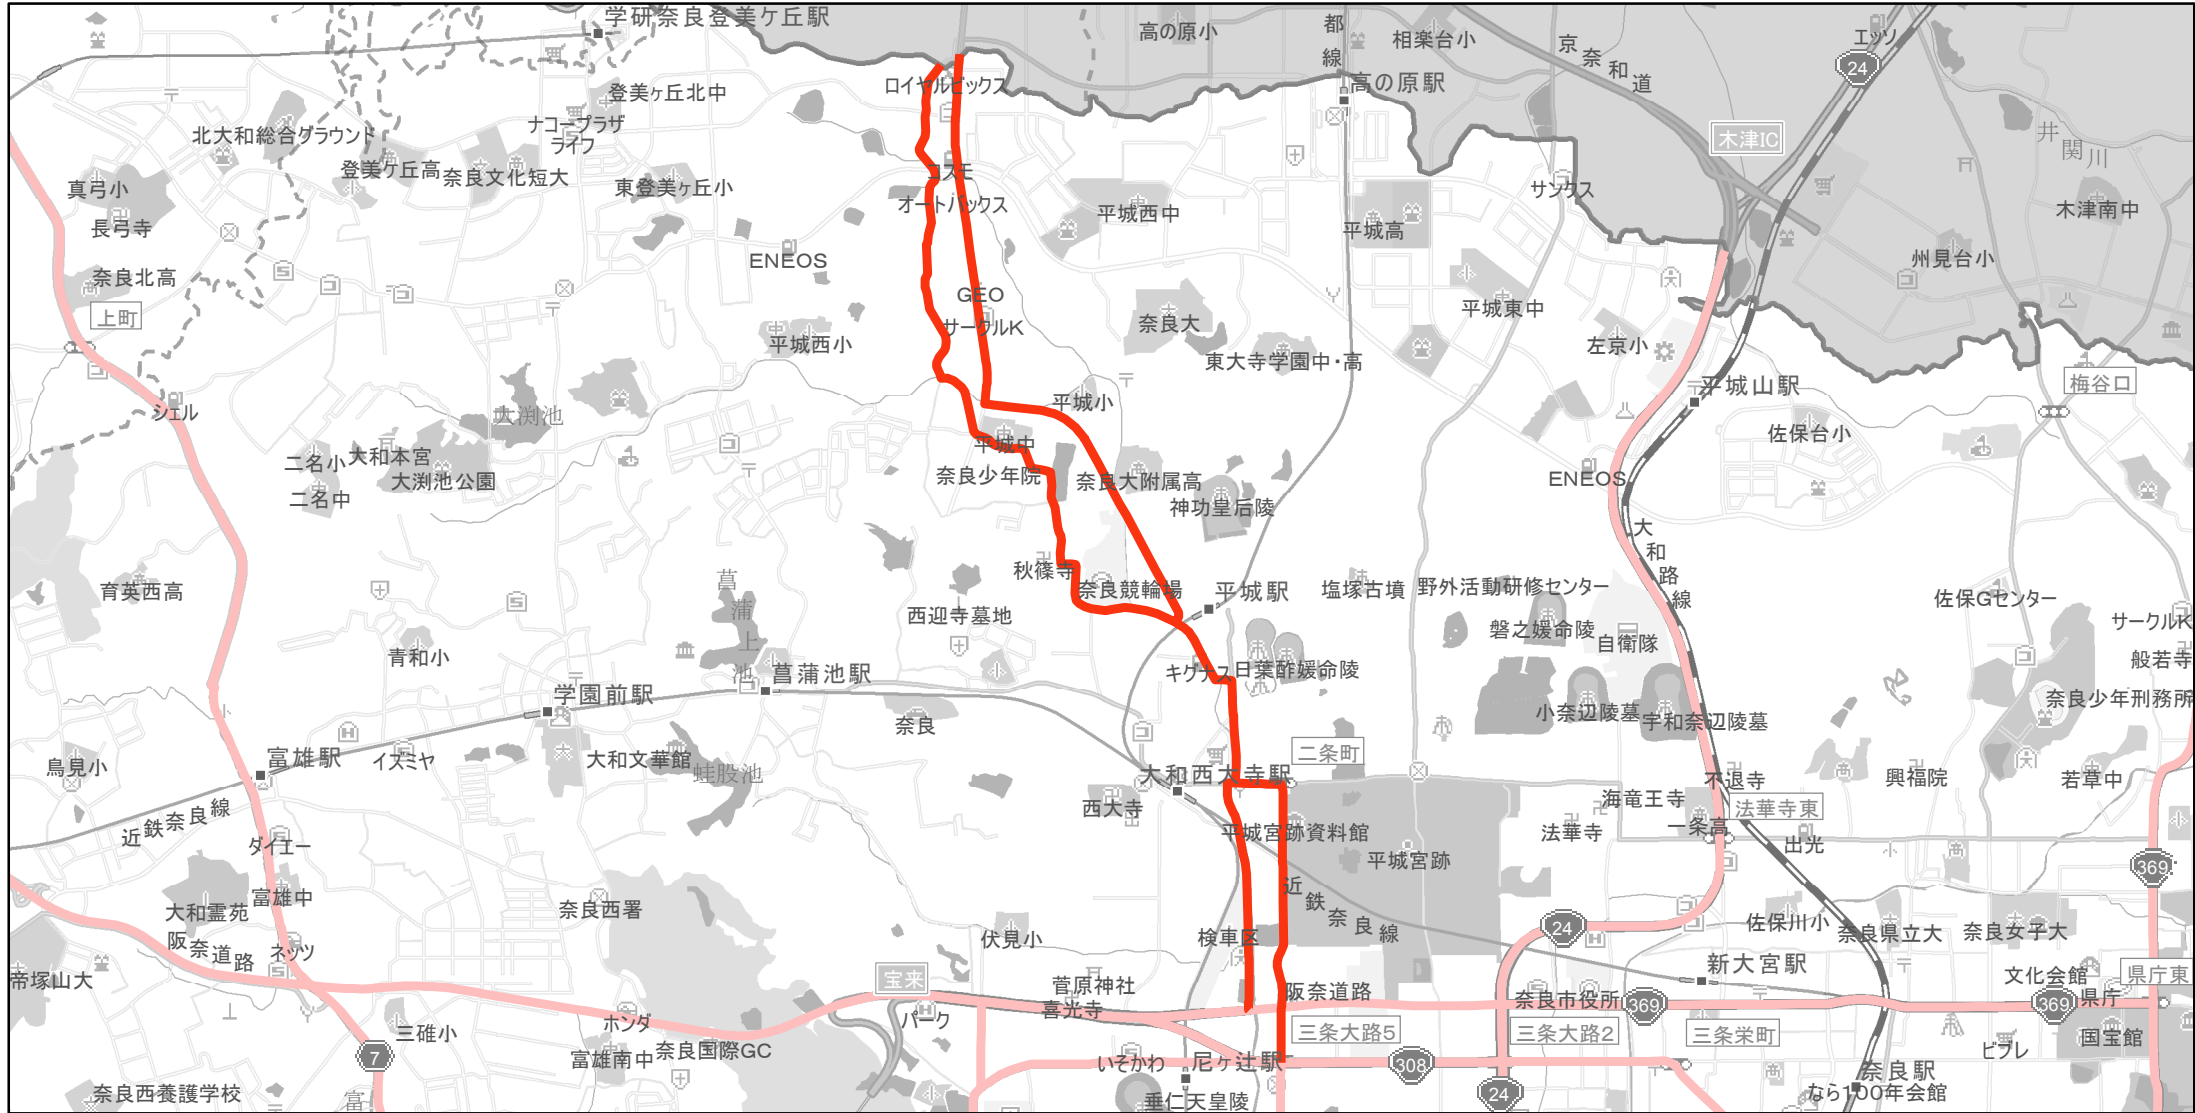 学研奈良登美ケ丘駅
高の原小
都
線
相楽台小
京
奈
和
道
エッソ
24
ロイヤルビックス
高の原駅
登美ヶ丘北中
ナコープラザ
ライフ
北大和総合グラウンド
登美ケ丘高
奈良文化短大
東登美ヶ丘小
コスモ
オートバックス
平城西中
平城高
サンクス
木津IC
井
関
川
木津南中
州見台小
真弓小
長弓寺
奈良北高
上町
ENEOS
GEO
サークルK
平城西小
奈良大
東大寺学園中・高
平城東中
左京小
平城山駅
梅谷口
シェル
大渕池
平城小
佐保台小
二名小
大和本宮
大渕池公園
二名中
平城中
奈良少年院
奈良大附属高
神功皇后陵
ENEOS
大
和
路
線
育英西高
菖
蒲
上
池
秋篠寺
奈良競輪場
平城駅
塩塚古墳
野外活動研修センター
佐保Gセンター
サークルK
西迎寺墓地
磐之媛命陵
自衛隊
般若寺
青和小
菖蒲池駅
キグナス
日葉酢媛命陵
奈良少年刑務所
学園前駅
奈良
小奈辺陵墓
宇和奈辺陵墓
鳥見小
富雄駅
イズミヤ
大和文華館
蛙股池
二条町
大和西大寺駅
西大寺
不退寺
興福院
若草中
海竜王寺
法華寺東
近
鉄
奈
良
線
平城宮跡資料館
法華寺
一条高
出光
ダイエー
平城宮跡
369
富雄中
大和霊苑
奈良西署
近
鉄
奈
良
線
阪
奈
道
路
ネッツ
伏見小
検車区
24
佐保川小
奈良県立大
奈良女子大
帝塚山大
宝来
菅原神社
喜光寺
阪奈道路
新大宮駅
文化会館
県庁東
奈良市役所
369
369
県庁
三碓小
ホンダ
パーク
三条大路5
三条大路2
三条栄町
国宝館
7
富雄南中
奈良国際GC
いそかわ
尼ヶ辻駅
308
ビブレ
奈良西養護学校
富
垂仁天皇陵
24
奈良駅
なら100年会館